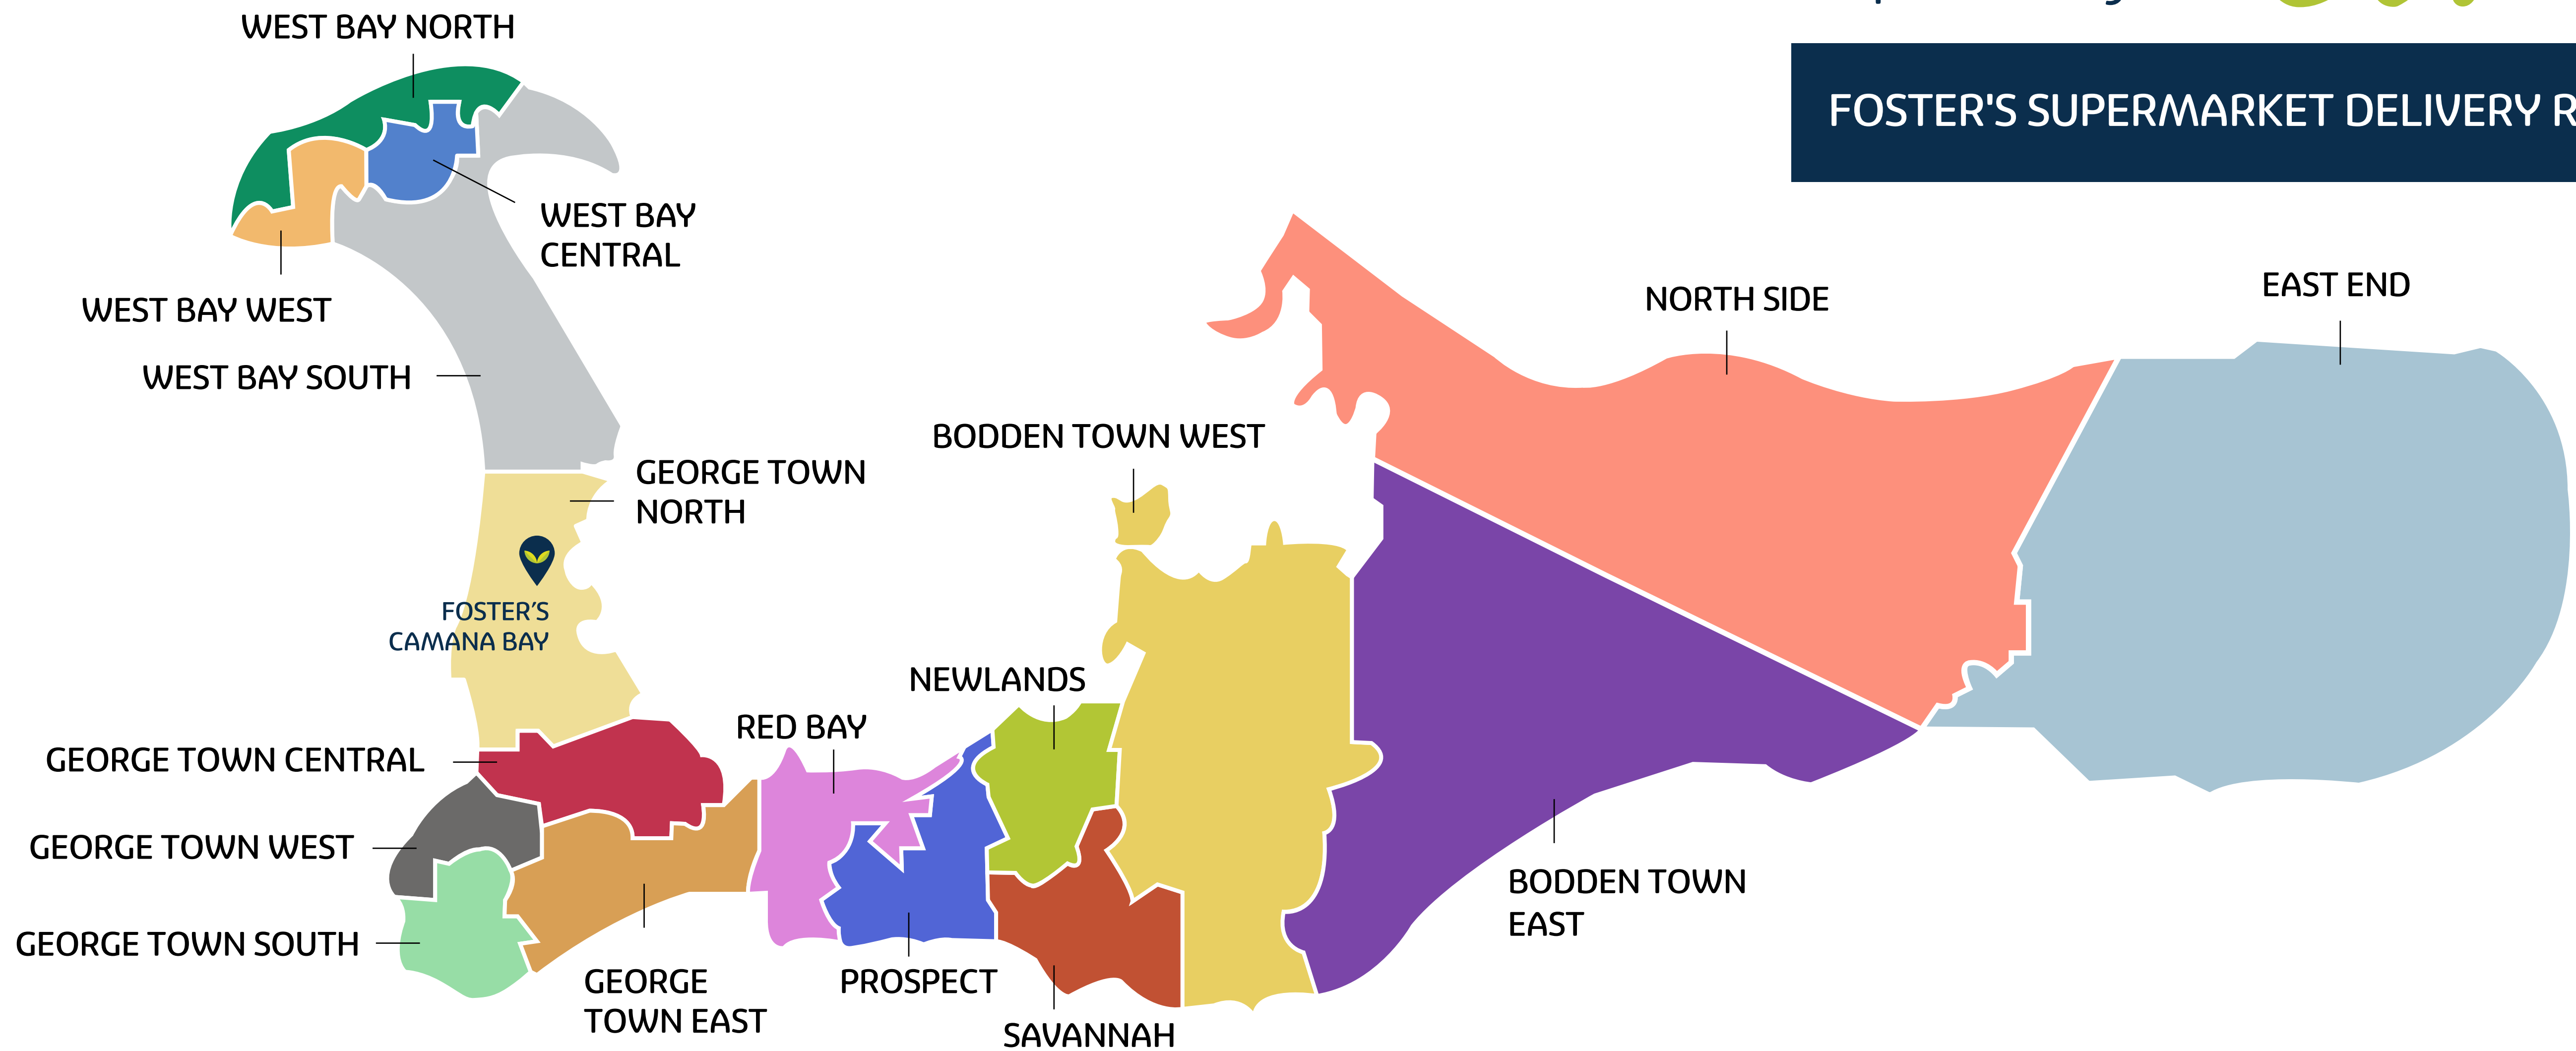 WEST BAY NORTH
FOSTER'S SUPERMARKET DELIVERY R
WEST BAY
CENTRAL
WEST BAY WEST
WEST BAY SOUTH
NORTH SIDE
EAST END
BODDEN TOWN WEST
GEORGE TOWN
NORTH
FOSTER'S
CAMANA BAY
NEWLANDS
RED BAY
GEORGE TOWN CENTRAL
GEORGE TOWN WEST
GEORGE TOWN SOUTH
BODDEN TOWN
EAST
GEORGE
TOWN EAST
PROSPECT
SAVANNAH